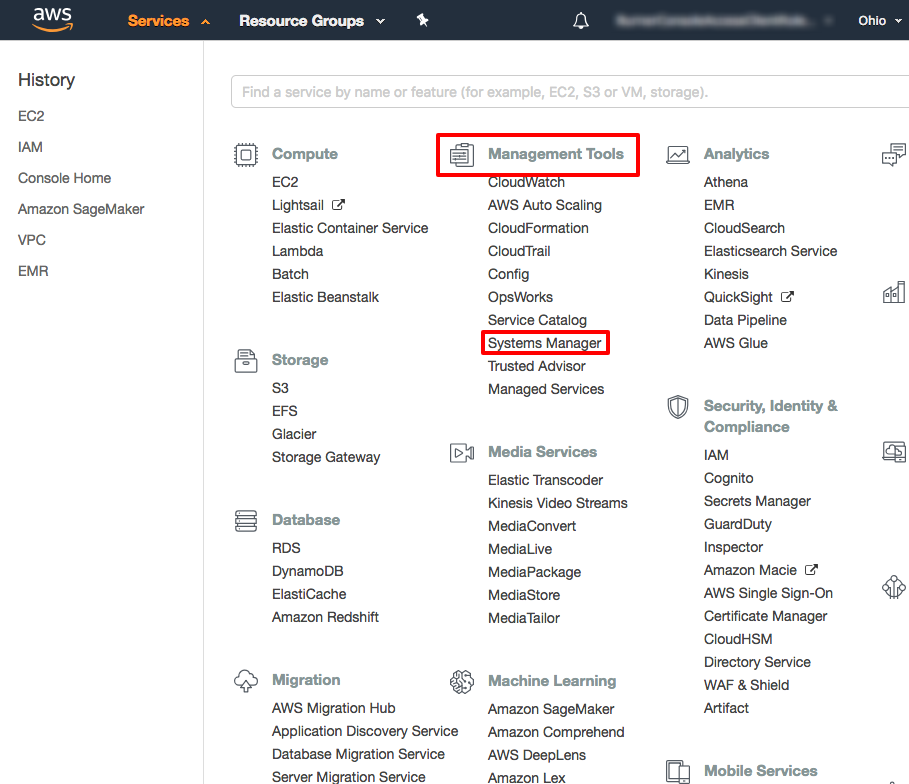 aws
Services
Resource Groups
Ohio
History
EC2
IAM
Console Home
Amazon SageMaker
VPC
EMR
Find a service by name or feature (for example, EC2, S3 or VM, storage).
Compute
EC2
Lightsail
Elastic Container Service
Lambda
Batch
Elastic Beanstalk
Storage
S3
EFS
Glacier
Storage Gateway
Database
RDS
DynamoDB
ElastiCache
Amazon Redshift
Migration
AWS Migration Hub
Application Discovery Service
Database Migration Service
Server Migration Service
Management Tools
CloudWatch
AWS Auto Scaling
CloudFormation
CloudTrail
Config
OpsWorks
Service Catalog
Systems Manager
Trusted Advisor
Managed Services
Media Services
Elastic Transcoder
Kinesis Video Streams
MediaConvert
MediaLive
MediaPackage
MediaStore
MediaTailor
Machine Learning
Amazon SageMaker
Amazon Comprehend
AWS DeepLens
Amazon Lex
Analytics
Athena
EMR
CloudSearch
Elasticsearch Service
Kinesis
QuickSight
Data Pipeline
AWS Glue
Security, Identity &
Compliance
IAM
Cognito
Secrets Manager
GuardDuty
Inspector
Amazon Macie
AWS Single Sign-On
Certificate Manager
CloudHSM
Directory Service
WAF & Shield
Artifact
Mobile Services